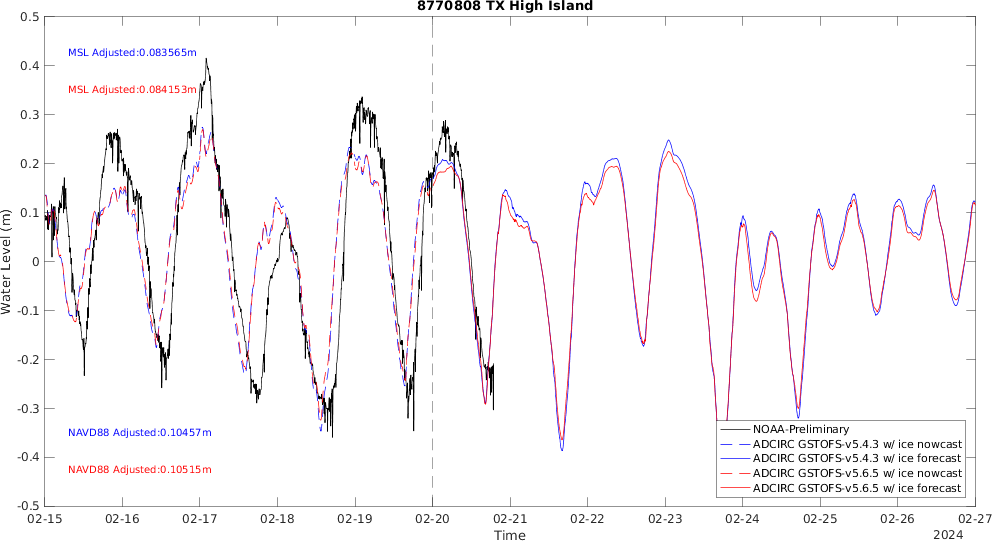 8770808 TX High Island
0.5
0.4
0.3
0.2
0.1
0
-0.1
-0.2
-0.3
-0.4
-0.5
Water Level (m)
MSL Adjusted:0.083565m
MSL Adjusted:0.084153m
NAVD88 Adjusted:0.10457m
NAVD88 Adjusted:0.10515m
NOAA-Preliminary
ADCIRC GSTOFS-v5.4.3 w/ ice nowcast
ADCIRC GSTOFS-v5.4.3 w/ ice forecast
ADCIRC GSTOFS-v5.6.5 w/ ice nowcast
ADCIRC GSTOFS-v5.6.5 w/ ice forecast
02-15 02-16 02-17 02-18 02-19 02-20 02-21 02-22 02-23 02-24 02-25 02-26 02-27
Time
2024